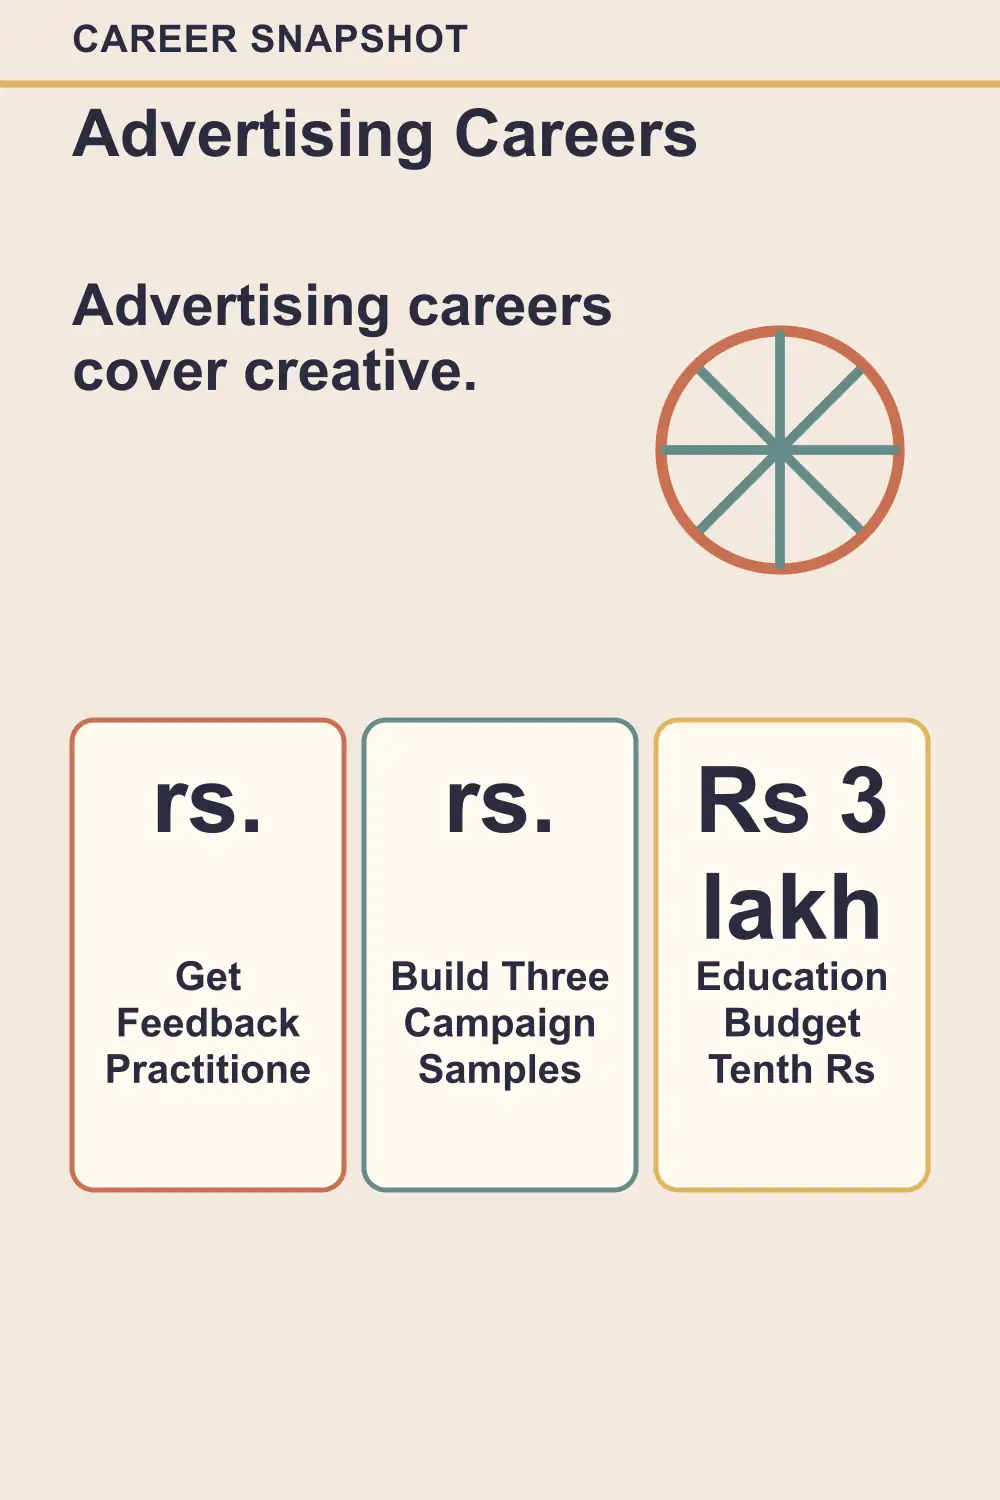 CAREER SNAPSHOT
Advertising Careers
Advertising careers
cover creative.
rs.
Get
Feedback
Practitione
rs.
Build Three
Campaign
Samples
Rs 3
lakh
Education
Budget
Tenth Rs